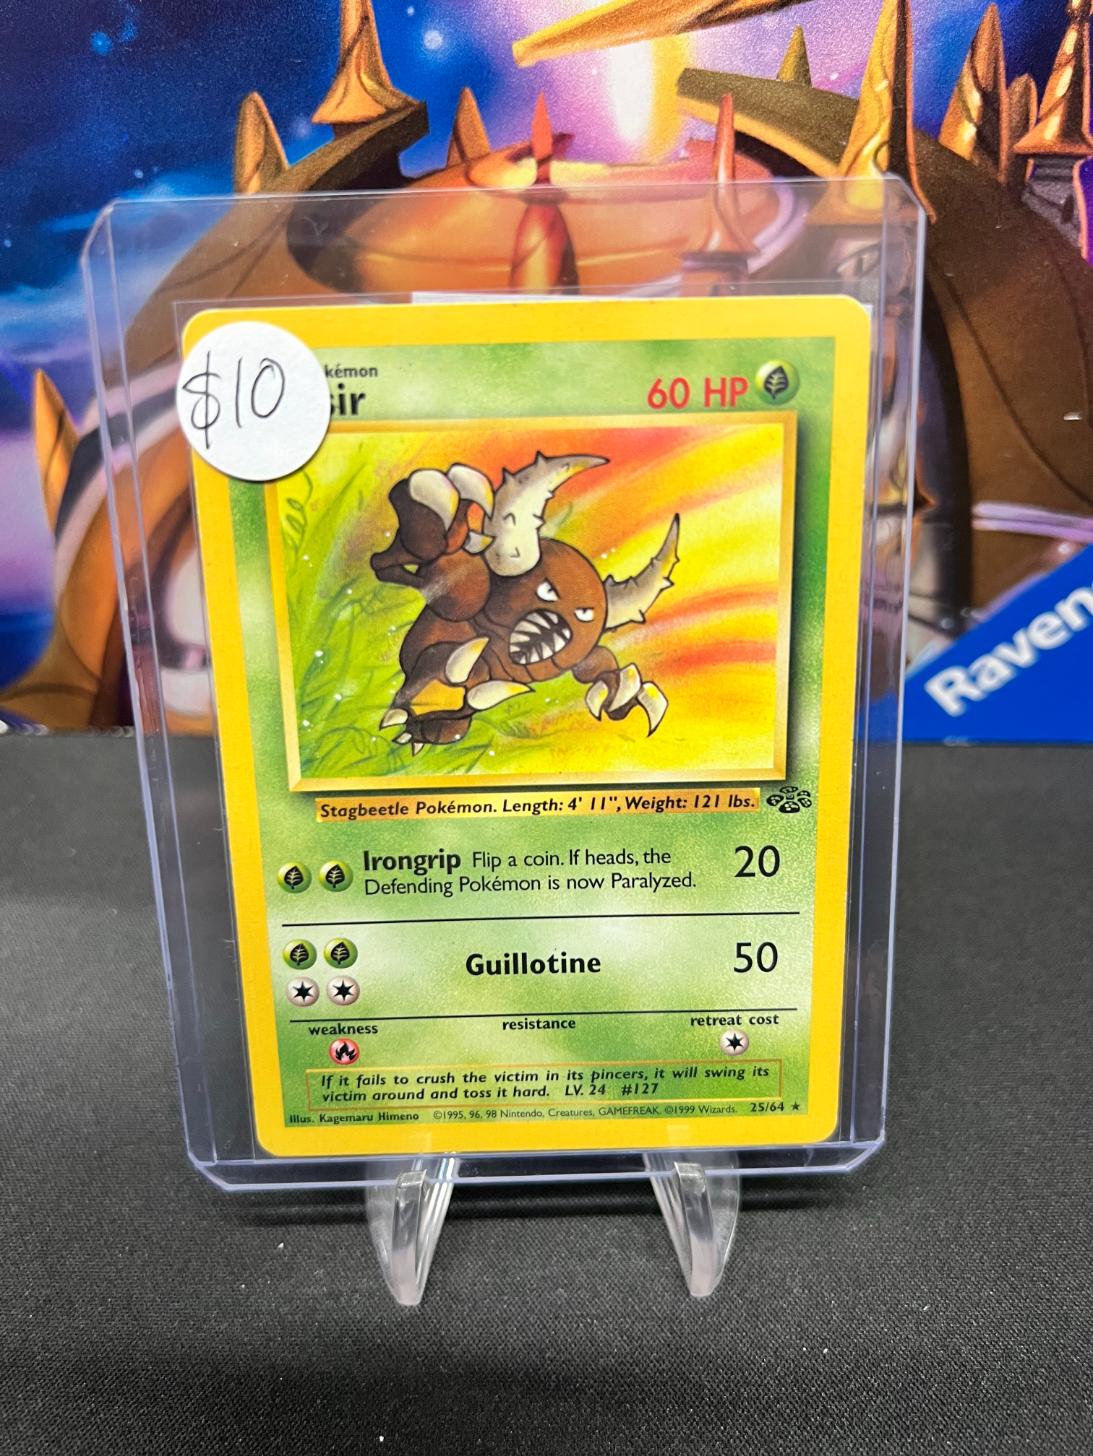 $10
kémon
sir
60 HP
Raven
Stagbeetle Pokémon. Length: 4' 11", Weight: 121 lbs.
Irongrip Flip a coin. If heads, the
Defending Pokémon is now Paralyzed.
20
Guillotine
50
weakness
resistance
retreat cost
If it fails to crush the victim in its pincers, it will swing its
victim around and toss it hard. LV. 24 #127
Illus. Kagemaru Himeno ©1995, 96, 98 Nintendo, Creatures, GAMEFREAK. ©1999 Wizards. 25/64 ★